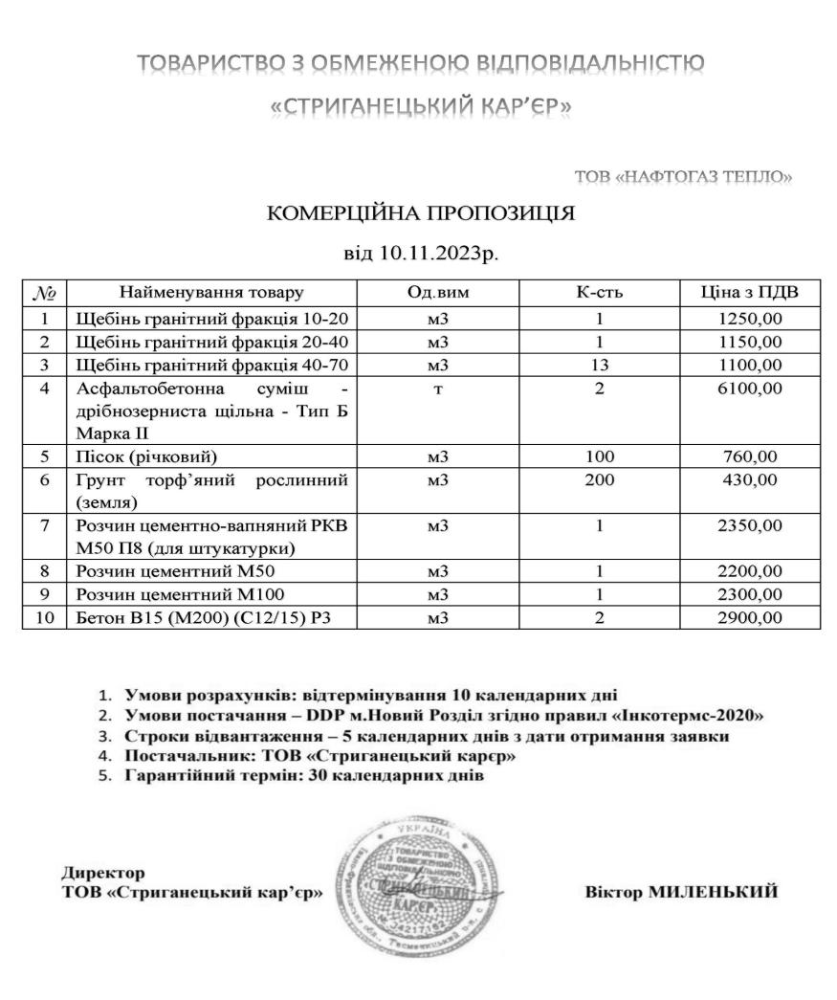 ТОВАРИСТВО З ОБМЕЖЕНОЮ ВІДПОВІДАЛЬНІСТЮ
«СТРИГАНЕЦЬКИЙ КАР’ЄР»
ТОВ «НАФТОГАЗ ТЕПЛО»
КОМЕРЦІЙНА ПРОПОЗИЦІЯ
від 10.11.2023р.
№ Найменування товару Од.вим К-сть Ціна з ПДВ
1 Щебінь гранітний фракція 10-20 м3 1 1250,00
2 Щебінь гранітний фракція 20-40 м3 1 1150,00
3 Щебінь гранітний фракція 40-70 м3 13 1100,00
4 Асфальтобетонна суміш - т 2 6100,00
дрібнозерниста щільна - Тип Б
Марка ІІ
5 Пісок (річковий) м3 100 760,00
6 Грунт торф’яний рослинний м3 200 430,00
(земля)
7 Розчин цементно-вапняний РКВ м3 1 2350,00
М50 П8 (для штукатурки)
8 Розчин цементний М50 м3 1 2200,00
9 Розчин цементний М100 м3 1 2300,00
10 Бетон В15 (М200) (С12/15) Р3 м3 2 2900,00
1. Умови розрахунків: відтермінування 10 календарних дні
2. Умови постачання – DDP м.Новий Розділ згідно правил «Інкотермс-2020»
3. Строки відвантаження – 5 календарних днів з дати отримання заявки
4. Постачальник: ТОВ «Стриганецький карєр»
5. Гарантійний термін: 30 календарних днів
УКРАЇНА
ТОВАРИСТВО
З ОБМЕЖЕНОЮ
ВІДПОВІДАЛЬНІСТЮ
«СТРИГАНЕЦЬКИЙ
КАР'ЄР»
Директор
ТОВ «Стриганецький кар’єр»
Віктор МИЛЕНЬКИЙ